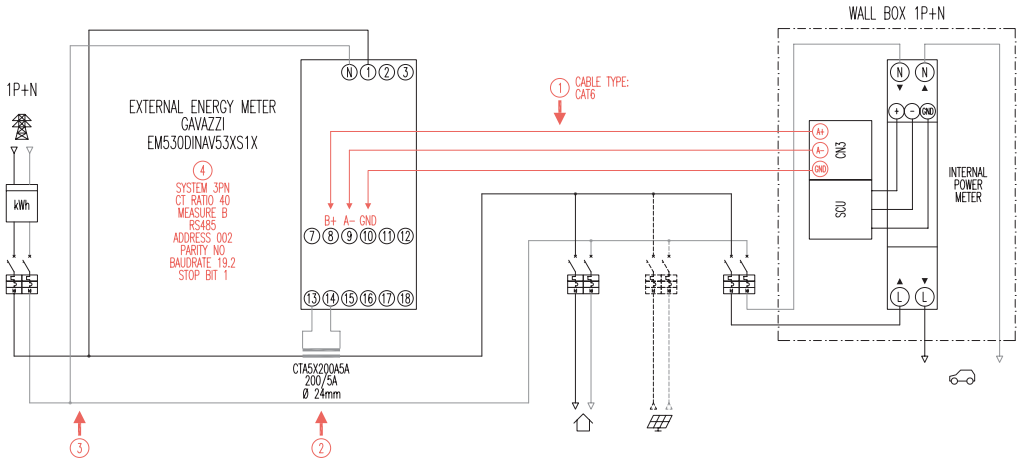 WALL BOX 1P+N
1P+N
kWh
EXTERNAL ENERGY METER
GAVAZZI
EM530DINAV53XS1X
4
SYSTEM 3PN
CT RATIO 40
MEASURE B
RS485
ADDRESS 002
PARITY NO
BAUDRATE 19.2
STOP BIT 1
N 1 2 3
B+ A- GND
7 8 9 10 11 12
13 14 15 16 17 18
CTA5X200A5A
200/5A
Ø 24mm
3
2
1
CABLE TYPE:
CAT6
N N
+ - GND
A+
A-
GND
CN3
SCU
INTERNAL
POWER
METER
L L